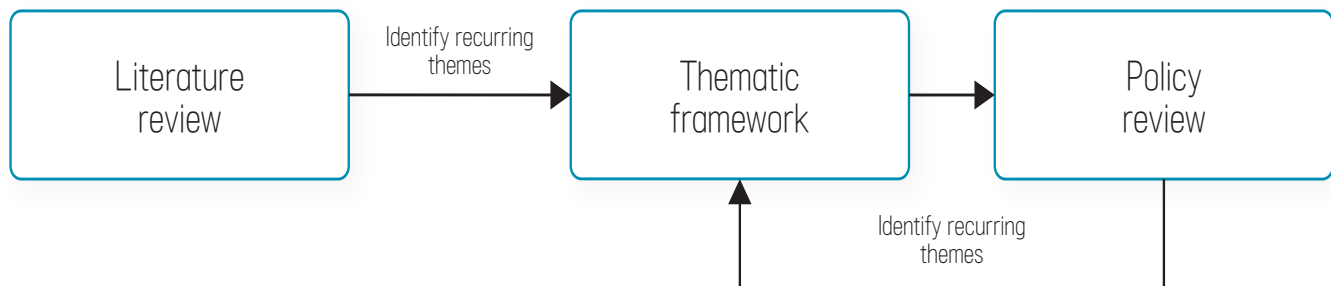 Literature
review
Identify recurring
themes
Thematic
framework
Policy
review
Identify recurring
themes